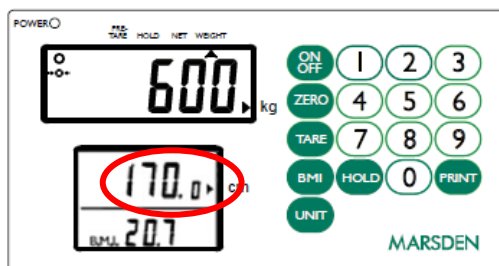 POWER
PRE-TARE HOLD NET WEIGHT
600 kg
170.0 cm
B.M.I. 20.7
ON OFF 1 2 3
ZERO 4 5 6
TARE 7 8 9
BMI HOLD 0 PRINT
UNIT
MARSDEN